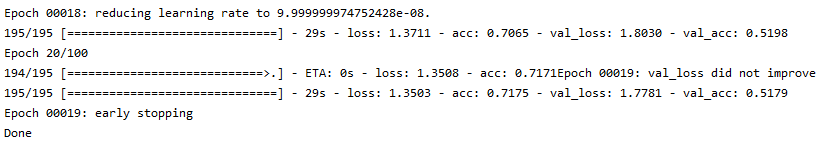 Epoch 00018: reducing learning rate to 9.999999974752428e-08.
195/195 [==============================] - 29s - loss: 1.3711 - acc: 0.7065 - val_loss: 1.8030 - val_acc: 0.5198
Epoch 20/100
194/195 [============================>.] - ETA: 0s - loss: 1.3508 - acc: 0.7171Epoch 00019: val_loss did not improve
195/195 [==============================] - 29s - loss: 1.3503 - acc: 0.7175 - val_loss: 1.7781 - val_acc: 0.5179
Epoch 00019: early stopping
Done